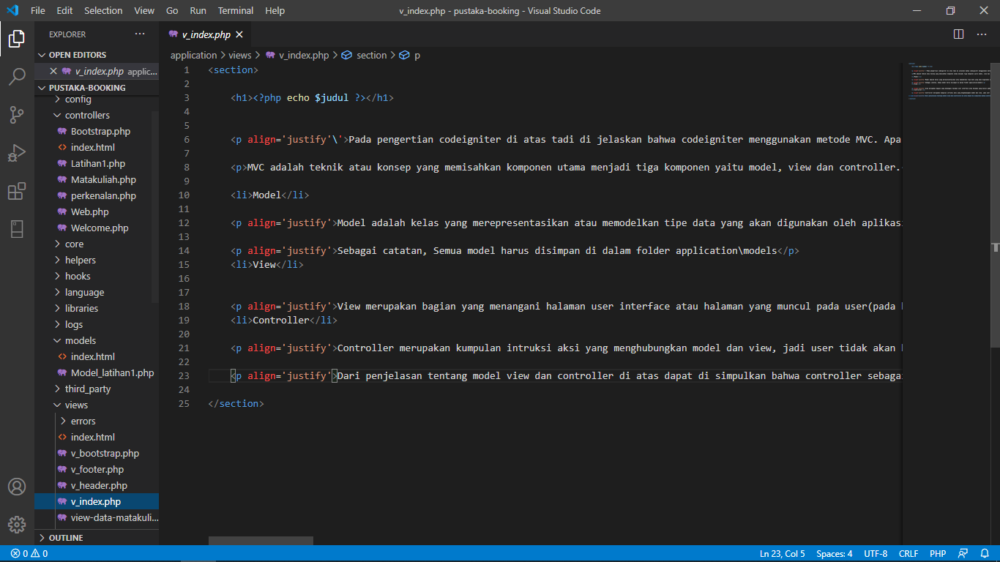 File Edit Selection View Go Run Terminal Help v_index.php - pustaka-booking - Visual Studio Code
EXPLORER ···
OPEN EDITORS
v_index.php applic...
PUSTAKA-BOOKING
config
controllers
Bootstrap.php
index.html
Latihan1.php
Matakuliah.php
perkenalan.php
Web.php
Welcome.php
core
helpers
hooks
language
libraries
logs
models
index.html
Model_latihan1.php
third_party
views
errors
index.html
v_bootstrap.php
v_footer.php
v_header.php
v_index.php
view-data-matakuli...
OUTLINE
v_index.php
application > views > v_index.php > section > p
1 <section>
2
3 <h1><?php echo $judul ?></h1>
4
5
6 <p align='justify'\'>Pada pengertian codeigniter di atas tadi di jelaskan bahwa codeigniter menggunakan metode MVC. Apa
7
8 <p>MVC adalah teknik atau konsep yang memisahkan komponen utama menjadi tiga komponen yaitu model, view dan controller.
9
10 <li>Model</li>
11
12 <p align='justify'>Model adalah kelas yang merepresentasikan atau memodelkan tipe data yang akan digunakan oleh aplikas
13
14 <p align='justify'>Sebagai catatan, Semua model harus disimpan di dalam folder application\models</p>
15 <li>View</li>
16
17
18 <p align='justify'>View merupakan bagian yang menangani halaman user interface atau halaman yang muncul pada user(pada
19 <li>Controller</li>
20
21 <p align='justify'>Controller merupakan kumpulan intruksi aksi yang menghubungkan model dan view, jadi user tidak akan
22
23 <p align='justify'>Dari penjelasan tentang model view dan controller di atas dapat di simpulkan bahwa controller sebaga
24
25 </section>
0 0 Ln 23, Col 5 Spaces: 4 UTF-8 CRLF PHP